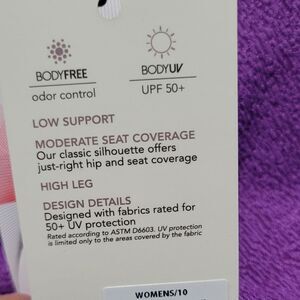 BODYFREE
odor control
BODYUV
UPF 50+
LOW SUPPORT
MODERATE SEAT COVERAGE
Our classic silhouette offers
just-right hip and seat coverage
HIGH LEG
DESIGN DETAILS
Designed with fabrics rated for
50+ UV protection
Rated according to ASTM D6603. UV protection
is limited only to the areas covered by the fabric
WOMENS/10